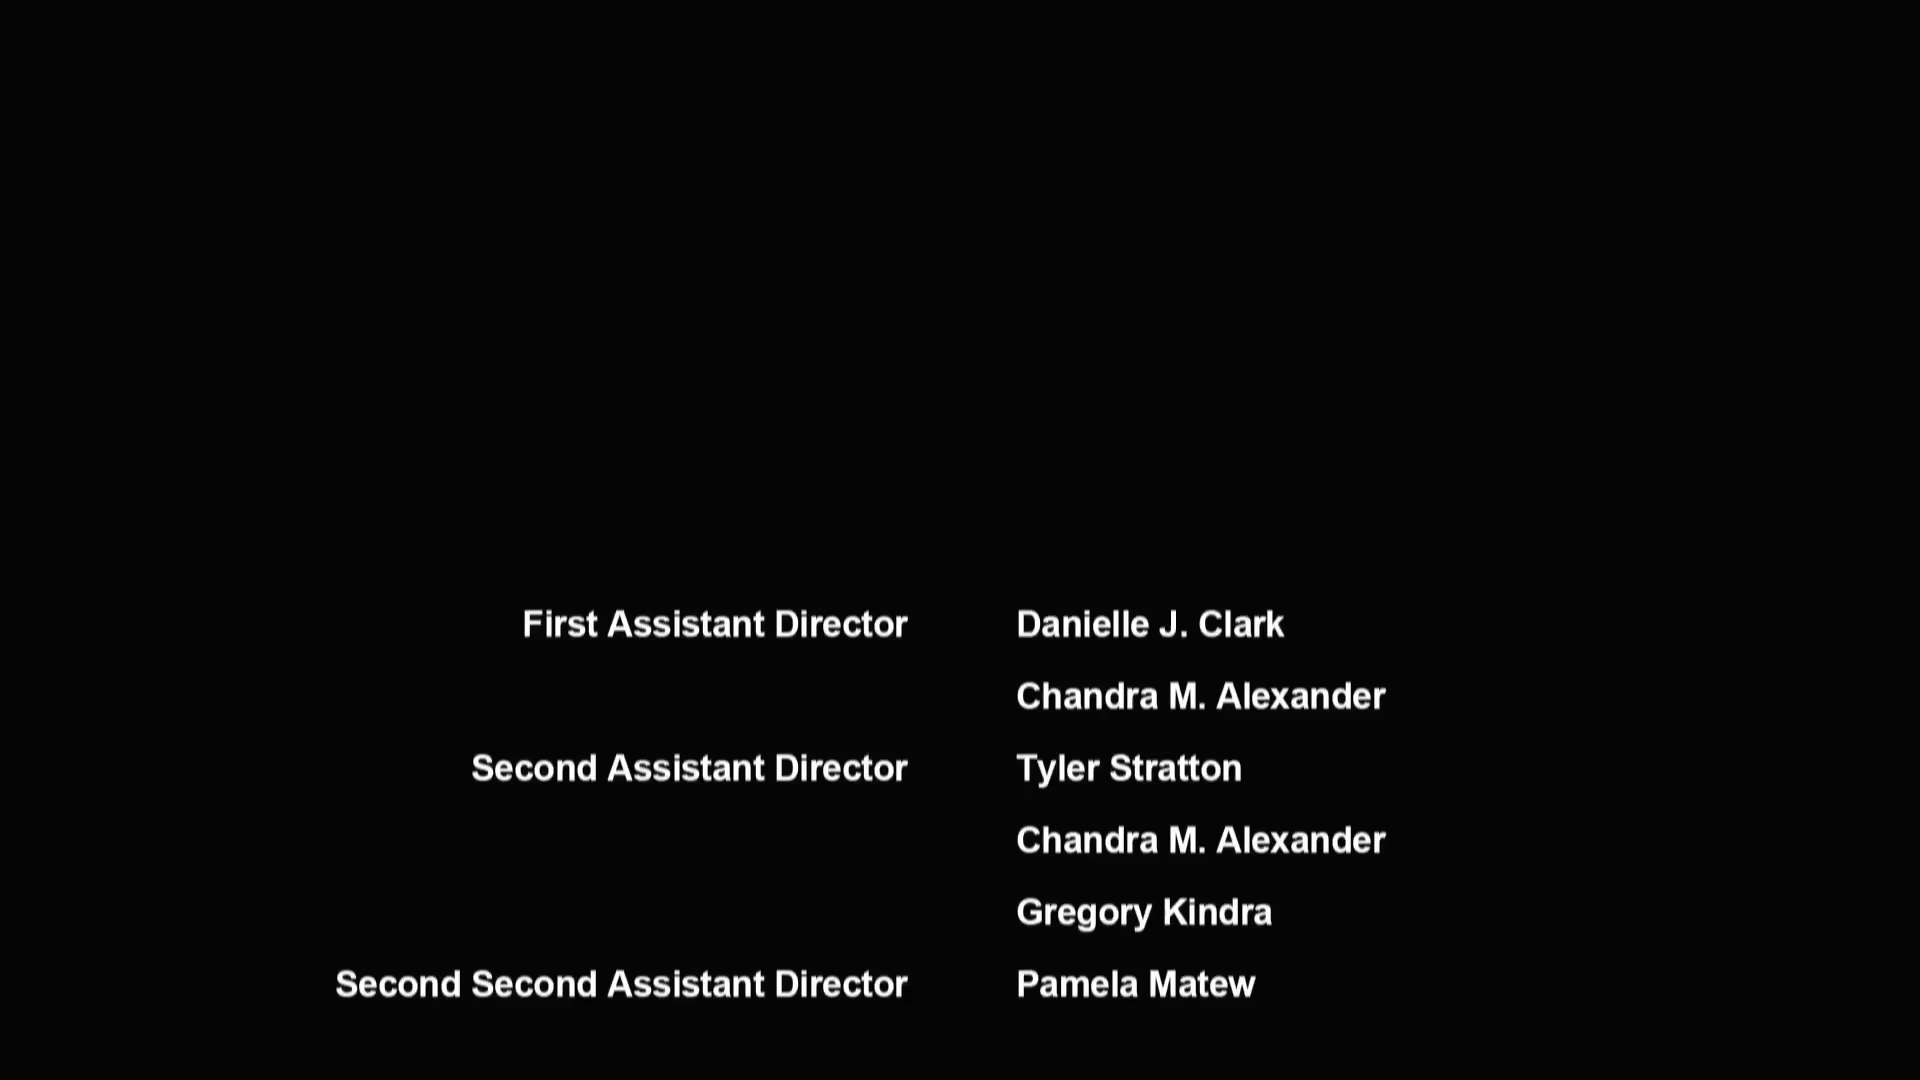 First Assistant Director Danielle J. Clark
Chandra M. Alexander
Second Assistant Director Tyler Stratton
Chandra M. Alexander
Gregory Kindra
Second Second Assistant Director Pamela Matew